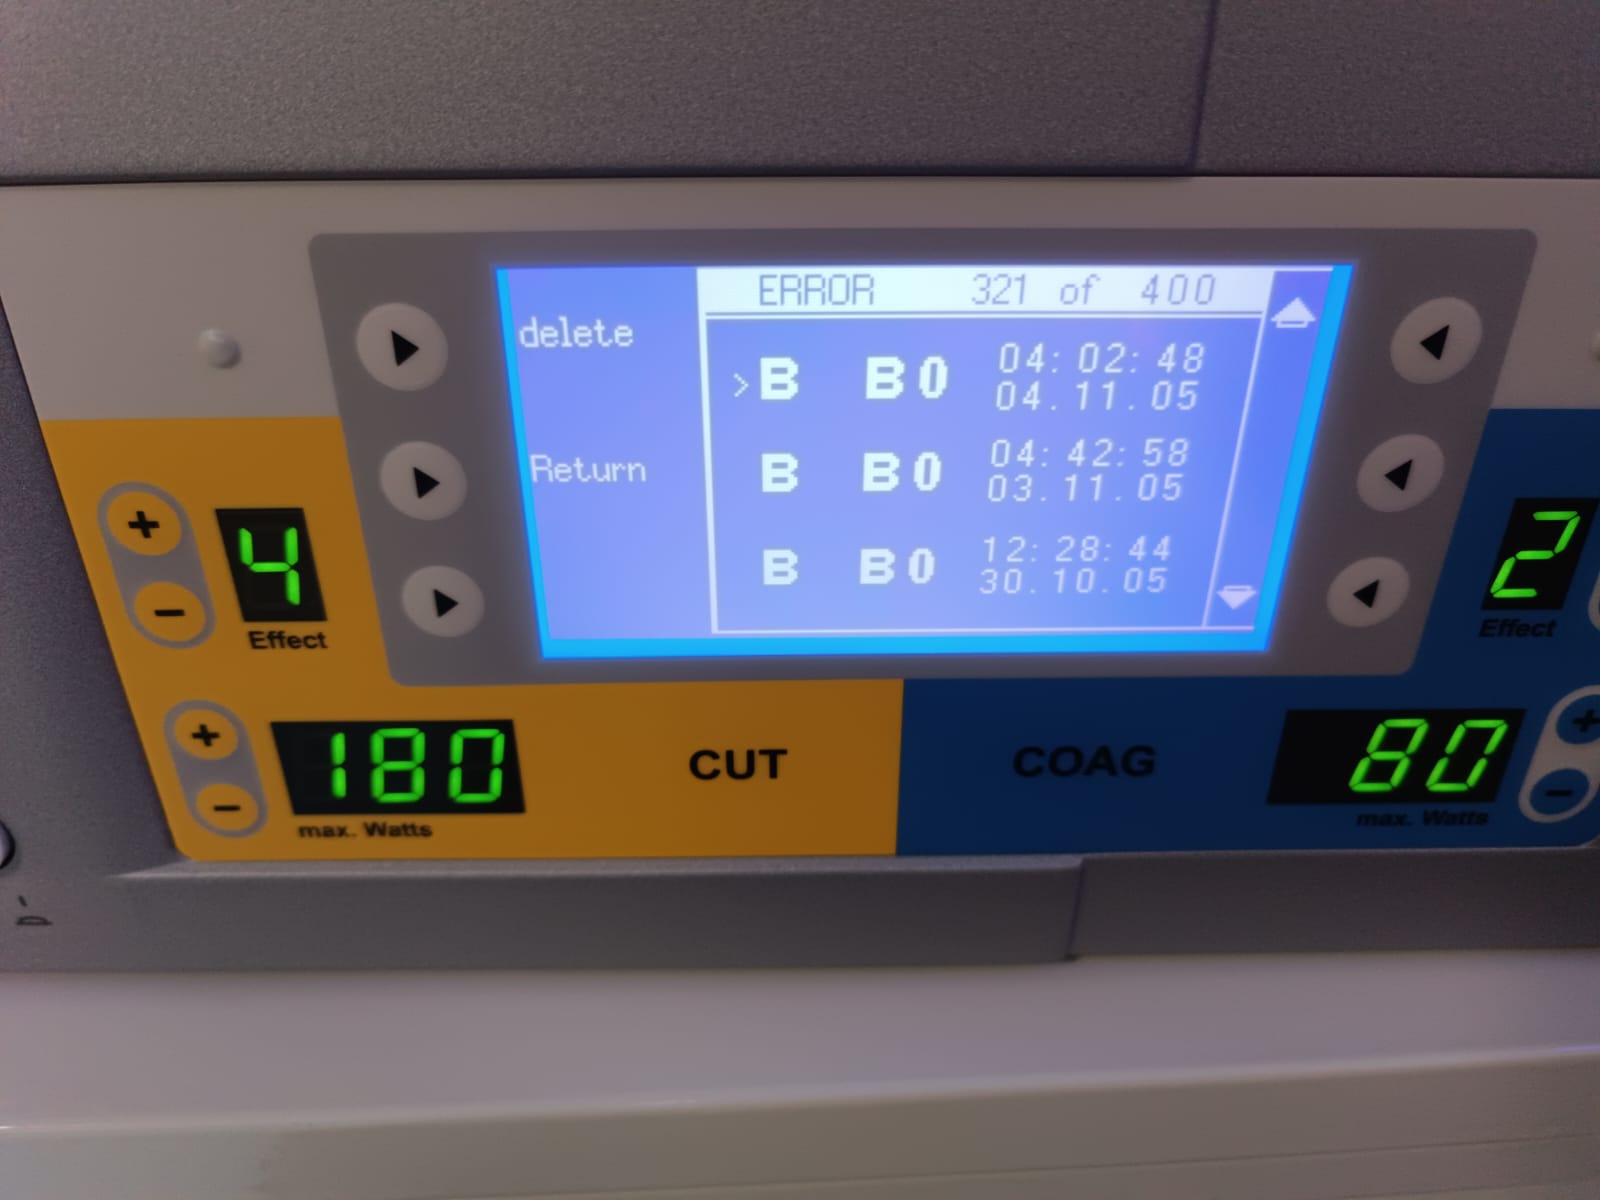 ERROR 321 of 400
delete
>B B0 04:02:48
04.11.05
Return
B B0 04:42:58
03.11.05
B B0 12:28:44
30.10.05
+
-
4
Effect
2
Effect
+
-
180
max. Watts
CUT
COAG
80
max. Watts
+
-